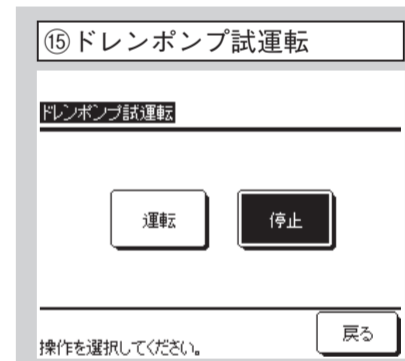 ⑮ドレンポンプ試運転
ドレンポンプ試運転
運転
停止
戻る
操作を選択してください。